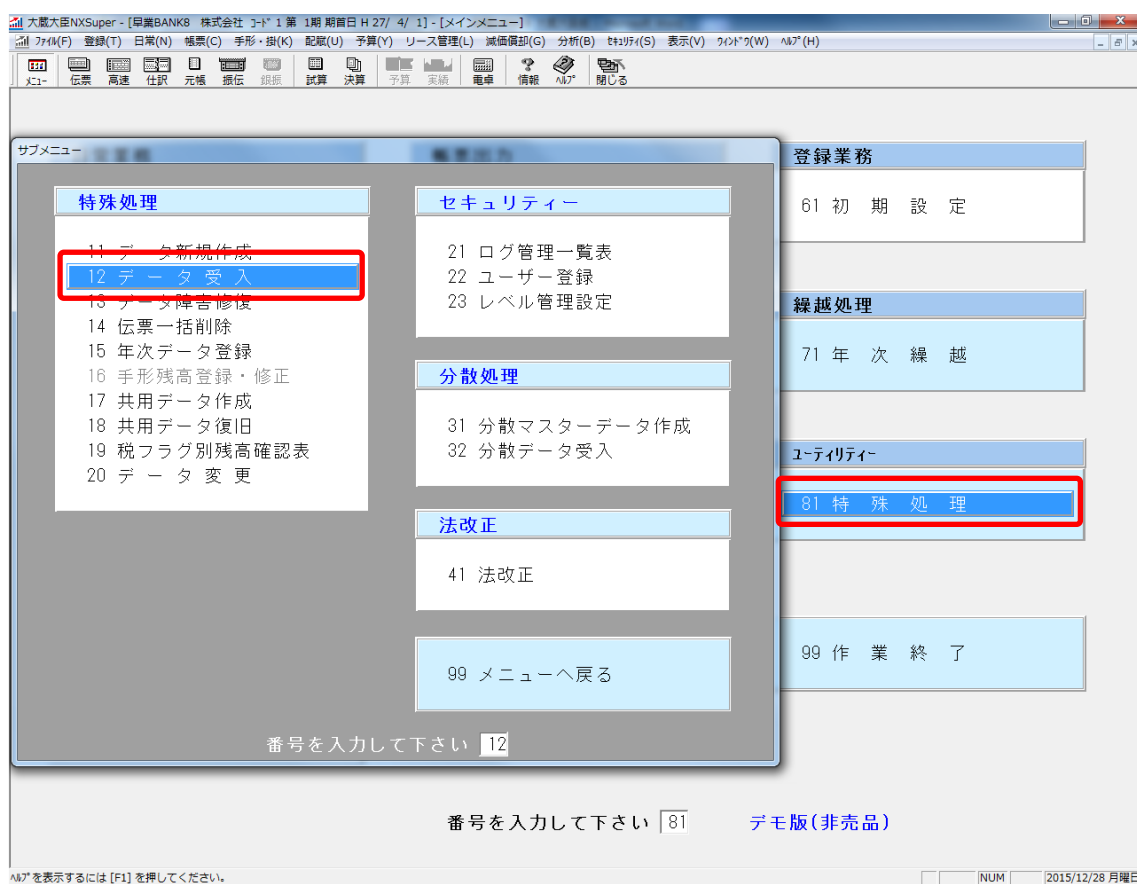 大蔵大臣NXSuper - [早業BANK8 株式会社 ｺｰﾄﾞ 1 第 1期 期首日 H 27/ 4/ 1] - [メインメニュー]
ﾌｧｲﾙ(F) 登録(T) 日常(N) 帳票(C) 手形・掛(K) 配賦(U) 予算(Y) リース管理(L) 減価償却(G) 分析(B) ｾｷｭﾘﾃｨ(S) 表示(V) ｳｨﾝﾄﾞｳ(W) ﾍﾙﾌﾟ(H)
ﾒﾆｭｰ 伝票 高速 仕訳 元帳 振伝 銀振 試算 決算 予算 実績 電卓 情報 ﾍﾙﾌﾟ 閉じる
サブメニュー
特殊処理
11 データ新規作成
12 デ ー タ 受 入
13 データ障害修復
14 伝票一括削除
15 年次データ登録
16 手形残高登録・修正
17 共用データ作成
18 共用データ復旧
19 税フラグ別残高確認表
20 デ ー タ 変 更
セキュリティー
21 ログ管理一覧表
22 ユーザー登録
23 レベル管理設定
分散処理
31 分散マスターデータ作成
32 分散データ受入
法改正
41 法改正
99 メニューへ戻る
番号を入力して下さい 12
登録業務
61 初 期 設 定
繰越処理
71 年 次 繰 越
ﾕｰﾃｨﾘﾃｨｰ
81 特 殊 処 理
99 作 業 終 了
番号を入力して下さい 81 デモ版(非売品)
ﾍﾙﾌﾟを表示するには [F1] を押してください。 NUM 2015/12/28 月曜日